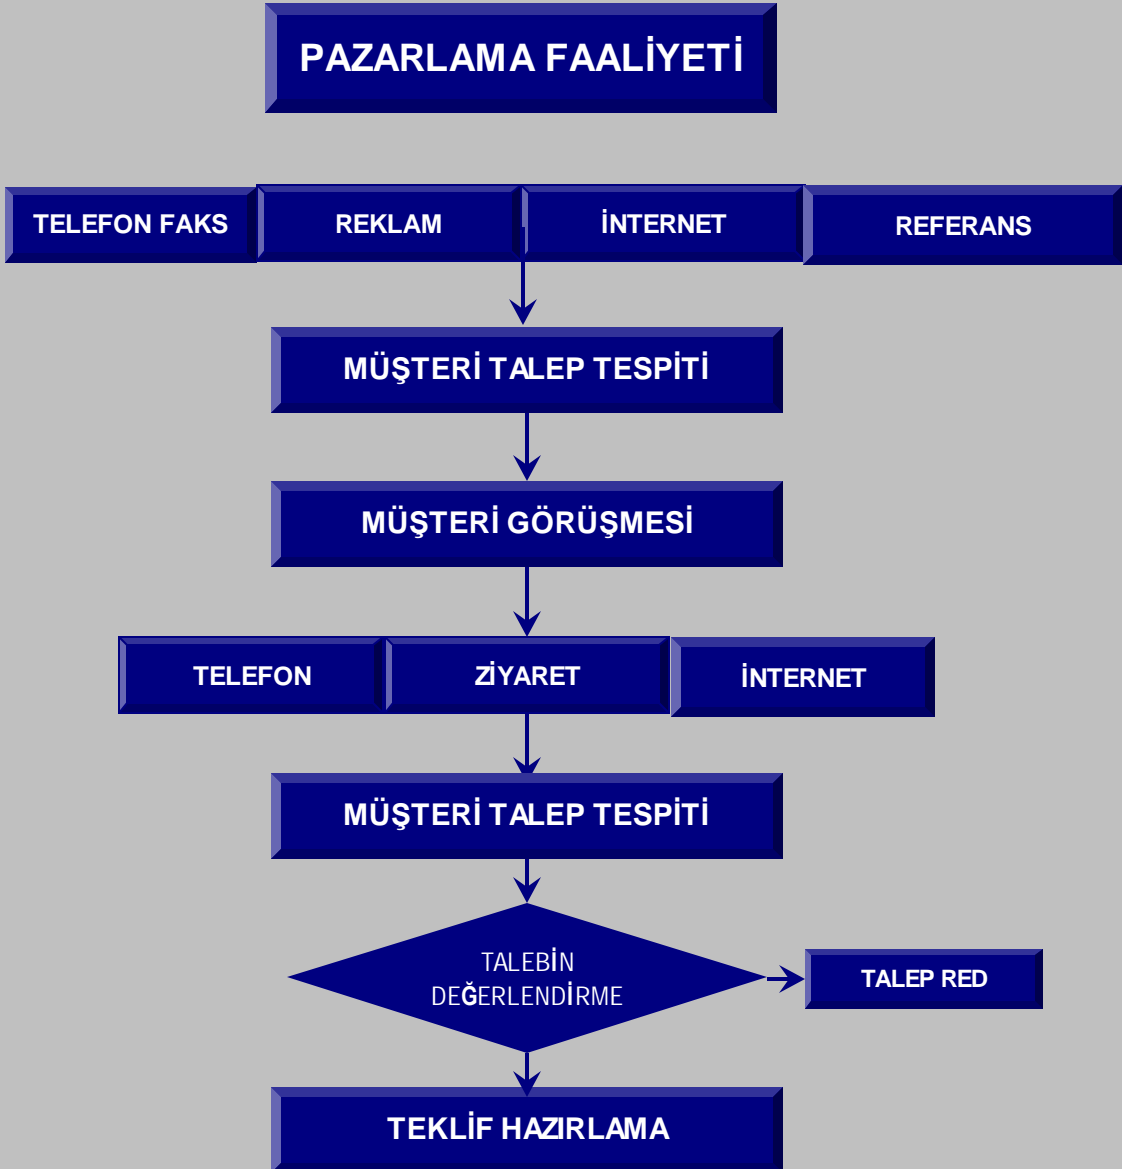 PAZARLAMA FAALİYETİ
TELEFON FAKS
REKLAM
İNTERNET
REFERANS
MÜŞTERİ TALEP TESPİTİ
MÜŞTERİ GÖRÜŞMESİ
TELEFON
ZİYARET
İNTERNET
MÜŞTERİ TALEP TESPİTİ
TALEBİN
DEĞERLENDİRME
TALEP RED
TEKLİF HAZIRLAMA